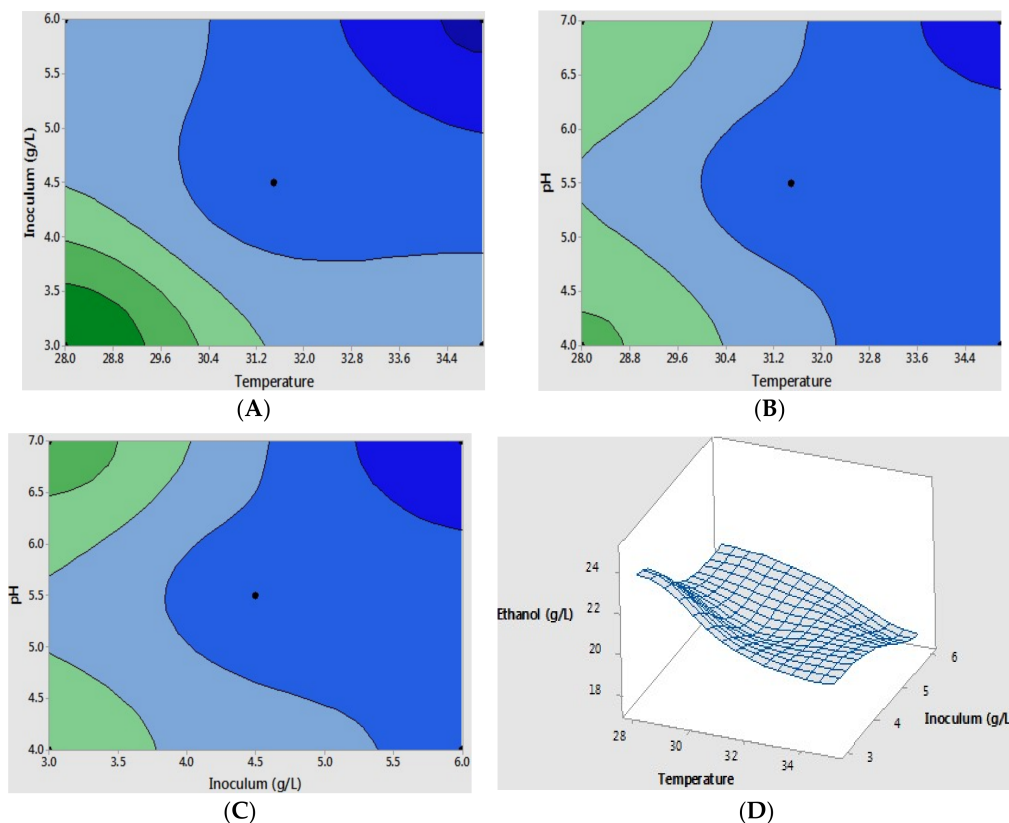 6.0
5.5
5.0
4.5
4.0
3.5
3.0
Inoculum (g/L)
28.0 28.8 29.6 30.4 31.2 32.0 32.8 33.6 34.4
Temperature
(A)
7.0
6.5
6.0
5.5
5.0
4.5
4.0
pH
28.0 28.8 29.6 30.4 31.2 32.0 32.8 33.6 34.4
Temperature
(B)
7.0
6.5
6.0
5.5
5.0
4.5
4.0
pH
3.0 3.5 4.0 4.5 5.0 5.5 6.0
Inoculum (g/L)
(C)
24
22
20
18
Ethanol (g/L)
28 30 32 34
Temperature
6
5
4
3
Inoculum (g/L
(D)